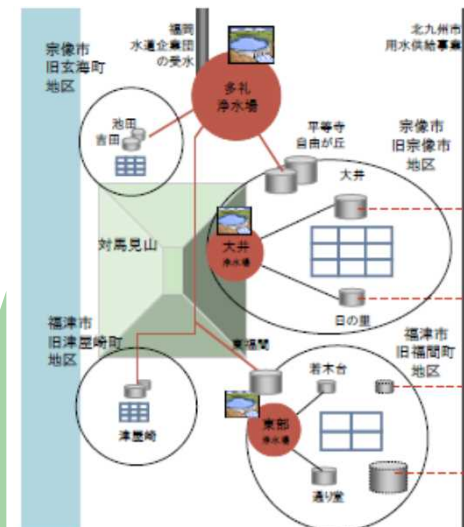 福岡
水道企業団
の受水
北九州市
用水供給事業
宗像市
旧玄海町
地区
多礼
浄水場
池田
吉田
平等寺
自由が丘
宗像市
旧宗像市
地区
大井
対馬見山
大井
浄水場
日の里
福津市
旧津屋崎町
地区
東福間
福津市
旧福間町
地区
若木台
津屋崎
東部
浄水場
通り堂